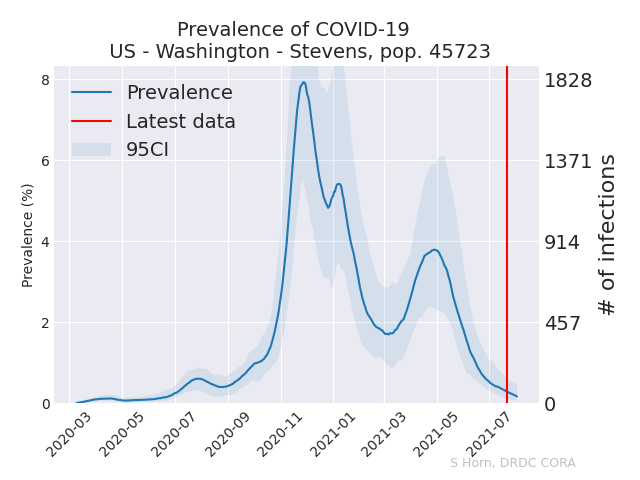 Prevalence of COVID-19
US - Washington - Stevens, pop. 45723
Prevalence
Latest data
95CI
Prevalence (%)
8
6
4
2
0
1828
1371
914
457
0
# of infections
2020-03
2020-05
2020-07
2020-09
2020-11
2021-01
2021-03
2021-05
2021-07
S Horn, DRDC CORA